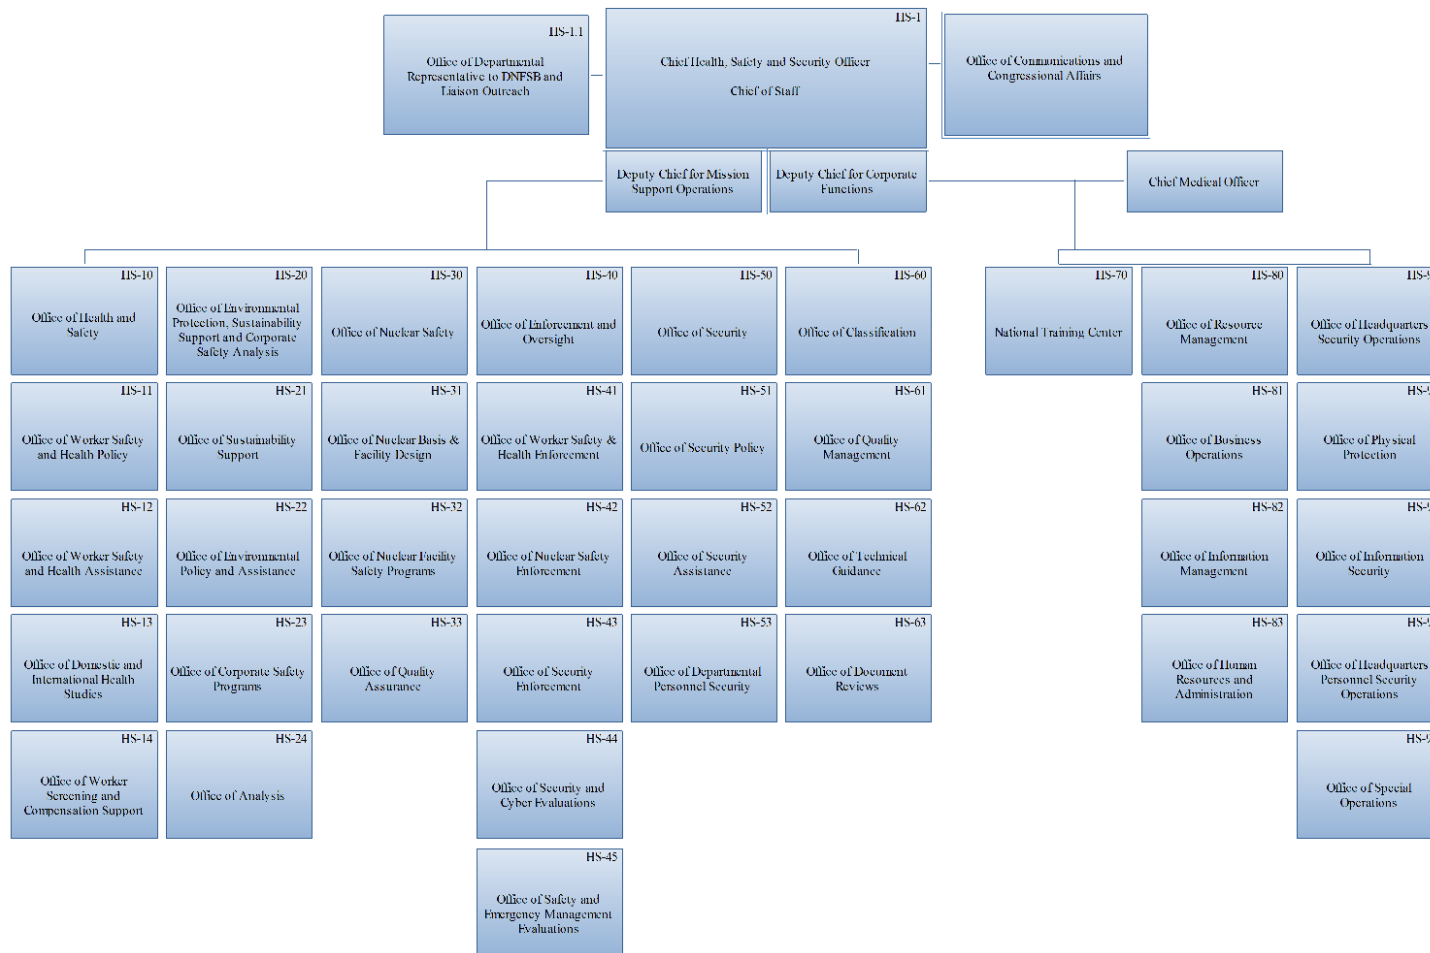 HS-1.1
Office of Departmental
Representative to DNFSB and
Liaison Outreach
HS-1
Chief Health, Safety and Security Officer
Chief of Staff
Office of Communications and
Congressional Affairs
Deputy Chief for Mission
Support Operations
Deputy Chief for Corporate
Functions
Chief Medical Officer
HS-10
Office of Health and
Safety
HS-20
Office of Environmental
Protection, Sustainability
Support and Corporate
Safety Analysis
HS-30
Office of Nuclear Safety
HS-40
Office of Enforcement and
Oversight
HS-50
Office of Security
HS-60
Office of Classification
HS-70
National Training Center
HS-80
Office of Resource
Management
HS-9
Office of Headquarters
Security Operations
HS-11
Office of Worker Safety
and Health Policy
HS-21
Office of Sustainability
Support
HS-31
Office of Nuclear Basis &
Facility Design
HS-41
Office of Worker Safety &
Health Enforcement
HS-51
Office of Security Policy
HS-61
Office of Quality
Management
HS-81
Office of Business
Operations
HS-9
Office of Physical
Protection
HS-12
Office of Worker Safety
and Health Assistance
HS-22
Office of Environmental
Policy and Assistance
HS-32
Office of Nuclear Facility
Safety Programs
HS-42
Office of Nuclear Safety
Enforcement
HS-52
Office of Security
Assistance
HS-62
Office of Technical
Guidance
HS-82
Office of Information
Management
HS-9
Office of Information
Security
HS-13
Office of Domestic and
International Health
Studies
HS-23
Office of Corporate Safety
Programs
HS-33
Office of Quality
Assurance
HS-43
Office of Security
Enforcement
HS-53
Office of Departmental
Personnel Security
HS-63
Office of Document
Reviews
HS-83
Office of Human
Resources and
Administration
HS-9
Office of Headquarters
Personnel Security
Operations
HS-14
Office of Worker
Screening and
Compensation Support
HS-24
Office of Analysis
HS-44
Office of Security and
Cyber Evaluations
HS-9
Office of Special
Operations
HS-45
Office of Safety and
Emergency Management
Evaluations